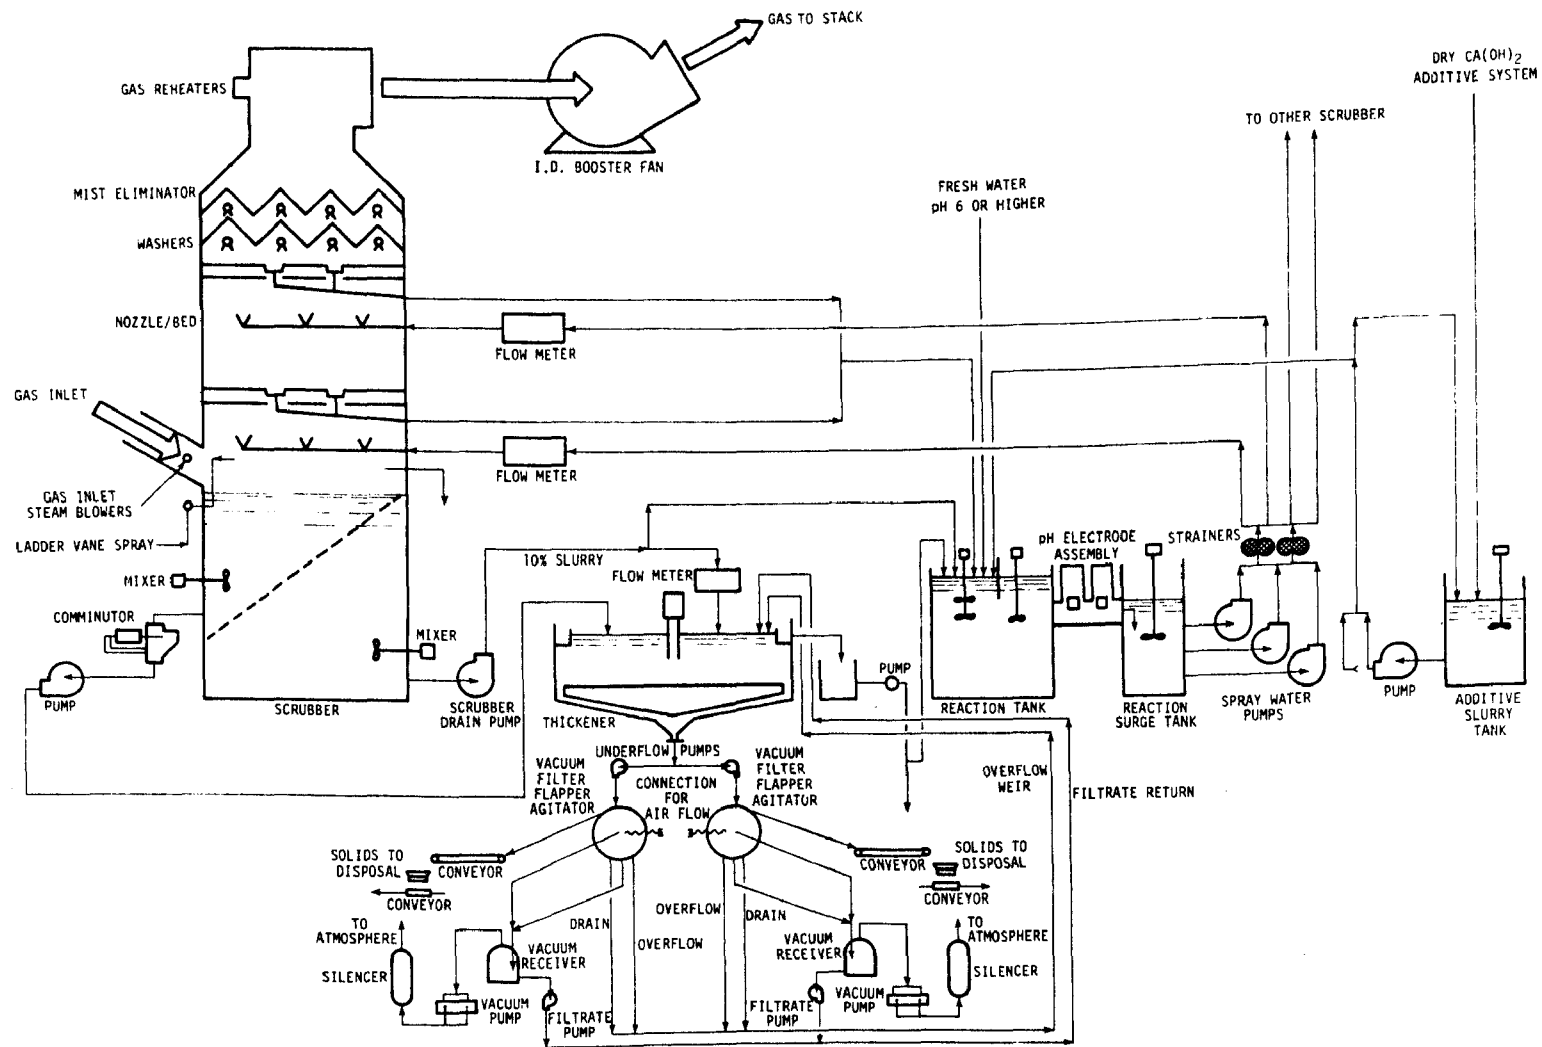 GAS TO STACK
DRY CA(OH)2
ADDITIVE SYSTEM
GAS REHEATERS
TO OTHER SCRUBBER
I.D. BOOSTER FAN
MIST ELIMINATOR
FRESH WATER
pH 6 OR HIGHER
WASHERS
NOZZLE/BED
FLOW METER
GAS INLET
FLOW METER
GAS INLET
STEAM BLOWERS
LADDER VANE SPRAY
10% SLURRY
FLOW METER
pH ELECTRODE
ASSEMBLY
STRAINERS
MIXER
COMMINUTOR
MIXER
PUMP
PUMP
SCRUBBER
SCRUBBER
DRAIN PUMP
THICKENER
REACTION TANK
REACTION
SURGE TANK
SPRAY WATER
PUMPS
PUMP
ADDITIVE
SLURRY
TANK
UNDERFLOW PUMPS
VACUUM
FILTER
FLAPPER
AGITATOR
CONNECTION
FOR
AIR FLOW
VACUUM
FILTER
FLAPPER
AGITATOR
OVERFLOW
WEIR
FILTRATE RETURN
SOLIDS TO
DISPOSAL
CONVEYOR
CONVEYOR
CONVEYOR
SOLIDS TO
DISPOSAL
CONVEYOR
TO
ATMOSPHERE
DRAIN
OVERFLOW
OVERFLOW
DRAIN
TO
ATMOSPHERE
SILENCER
VACUUM
RECEIVER
VACUUM
RECEIVER
SILENCER
VACUUM
PUMP
FILTRATE
PUMP
FILTRATE
PUMP
VACUUM
PUMP